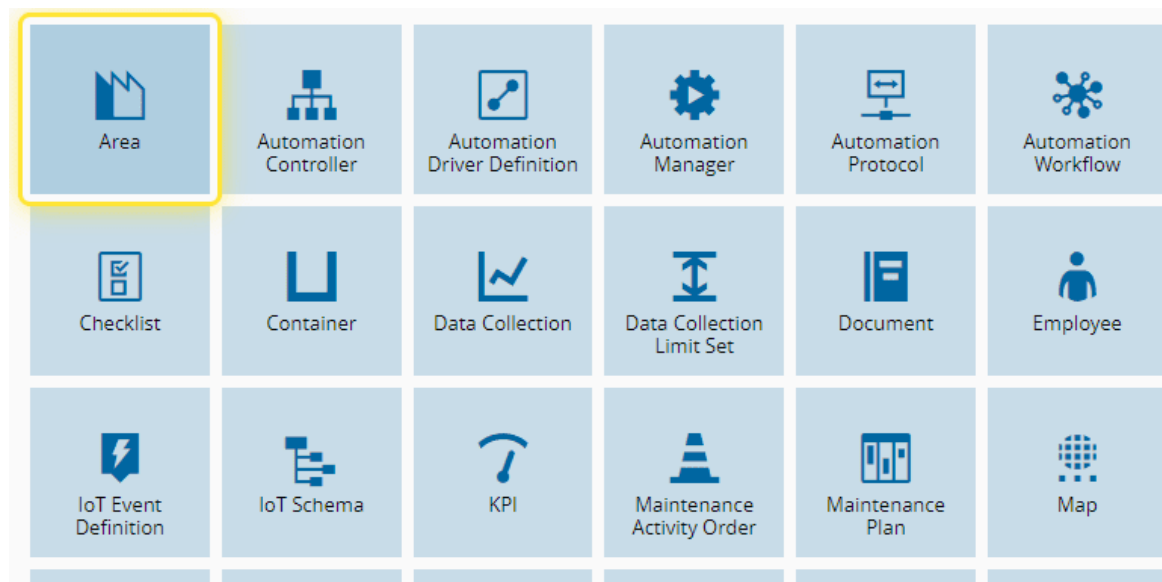 Area
Automation
Controller
Automation
Driver Definition
Automation
Manager
Automation
Protocol
Automation
Workflow
Checklist
Container
Data Collection
Data Collection
Limit Set
Document
Employee
IoT Event
Definition
IoT Schema
KPI
Maintenance
Activity Order
Maintenance
Plan
Map